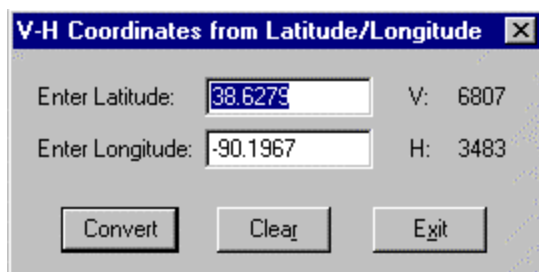 V-H Coordinates from Latitude/Longitude
Enter Latitude: 38.6279 V: 6807
Enter Longitude: -90.1967 H: 3483
Convert Clear Exit